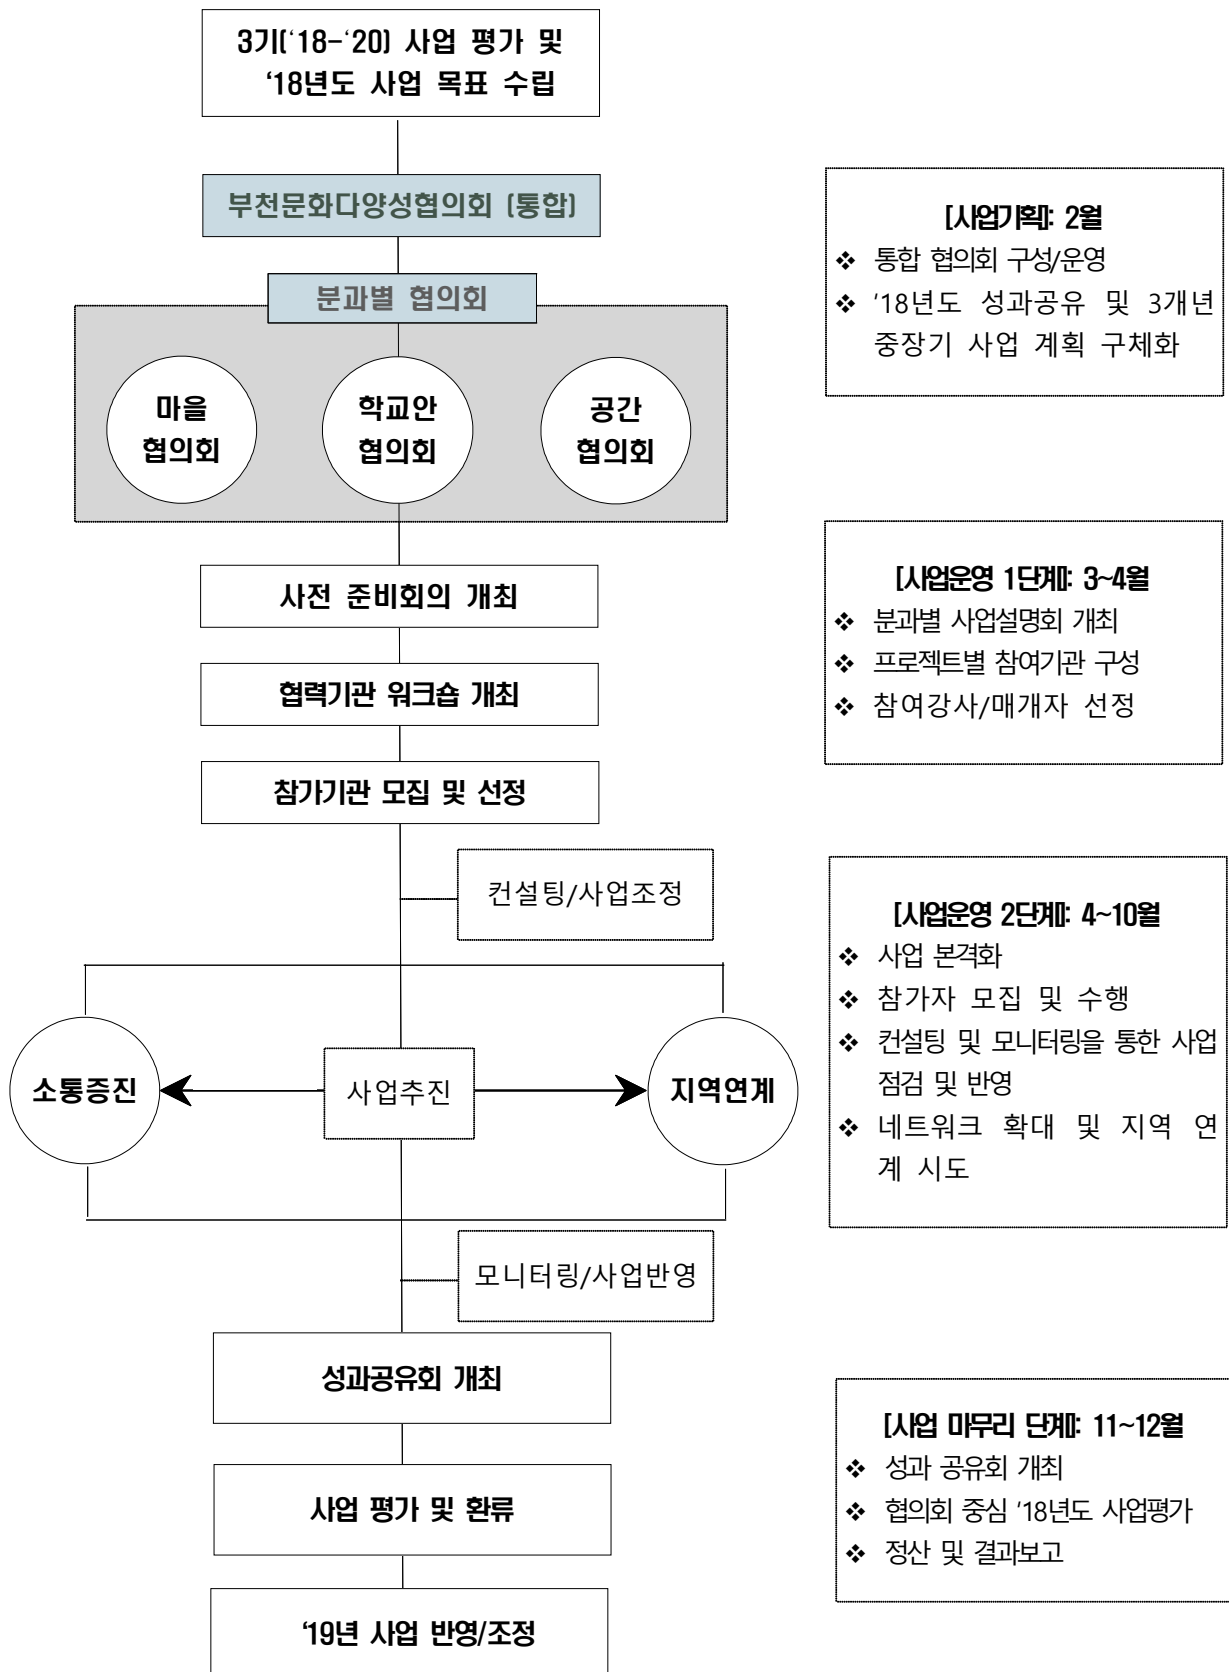 3기(‘18-‘20) 사업 평가 및
‘18년도 사업 목표 수립
부천문화다양성협의회 (통합)
분과별 협의회
마을
협의회
학교안
협의회
공간
협의회
사전 준비회의 개최
협력기관 워크숍 개최
참가기관 모집 및 선정
컨설팅/사업조정
소통증진
사업추진
지역연계
모니터링/사업반영
성과공유회 개최
사업 평가 및 환류
‘19년 사업 반영/조정
[사업기획]: 2월
❖ 통합 협의회 구성/운영
❖ '18년도 성과공유 및 3개년
중장기 사업 계획 구체화
[사업운영 1단계]: 3~4월
❖ 분과별 사업설명회 개최
❖ 프로젝트별 참여기관 구성
❖ 참여강사/매개자 선정
[사업운영 2단계]: 4~10월
❖ 사업 본격화
❖ 참가자 모집 및 수행
❖ 컨설팅 및 모니터링을 통한 사업
점검 및 반영
❖ 네트워크 확대 및 지역 연
계 시도
[사업 마무리 단계]: 11~12월
❖ 성과 공유회 개최
❖ 협의회 중심 '18년도 사업평가
❖ 정산 및 결과보고